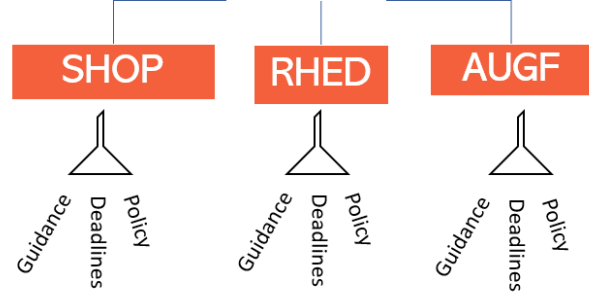 SHOP
RHED
AUGF
Guidance
Deadlines
Policy
Guidance
Deadlines
Policy
Guidance
Deadlines
Policy